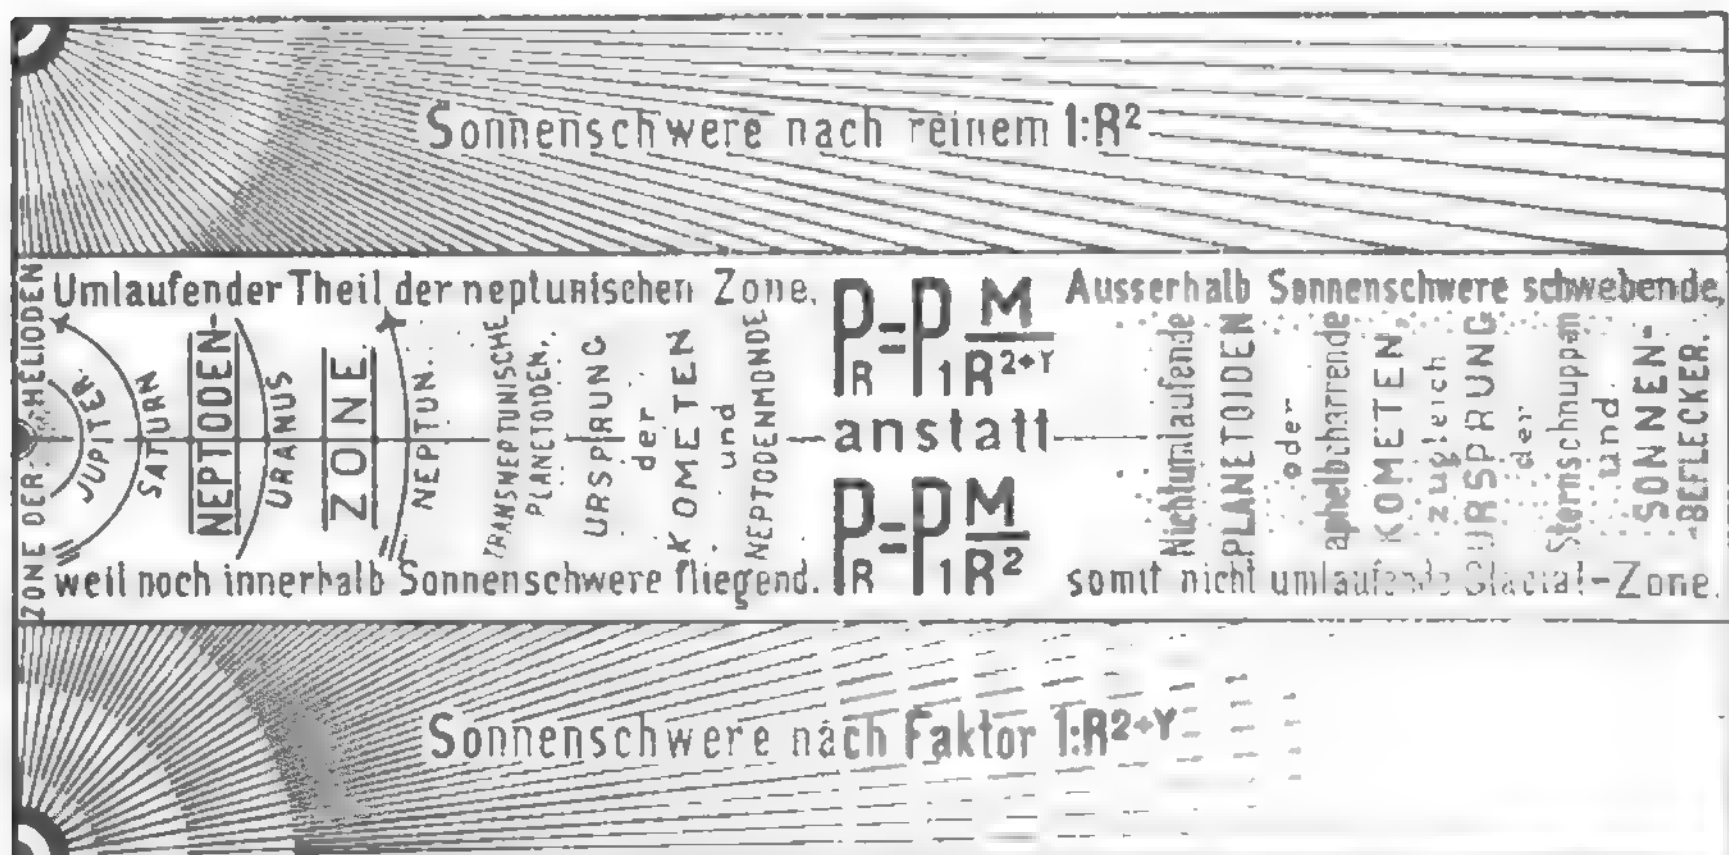 Sonnenschwere nach reinem 1:R²
Umlaufender Theil der neptunischen Zone,
ZONE DER HELIODEN
JUPITER.
SATURN
NEPTODEN-
URANUS
ZONE.
NEPTUN.
TRANSNEPTUNISCHE
PLANETOIDEN,
URSPRUNG
der
KOMETEN
und
NEPTODENMONDE
weil noch innerhalb Sonnenschwere fliegend.
P_R=P_1 M/R^(2+Y)
anstatt
P_R=P_1 M/R²
Ausserhalb Sonnenschwere schwebende,
Nichtumlaufende
PLANETOIDEN
oder
aphelbeharrende
KOMETEN,
zugleich
URSPRUNG
der
Sternschnuppen
und
SONNEN-
BEFLECKER.
somit nicht umlaufende Glacial-Zone.
Sonnenschwere nach Faktor 1:R^(2+Y)